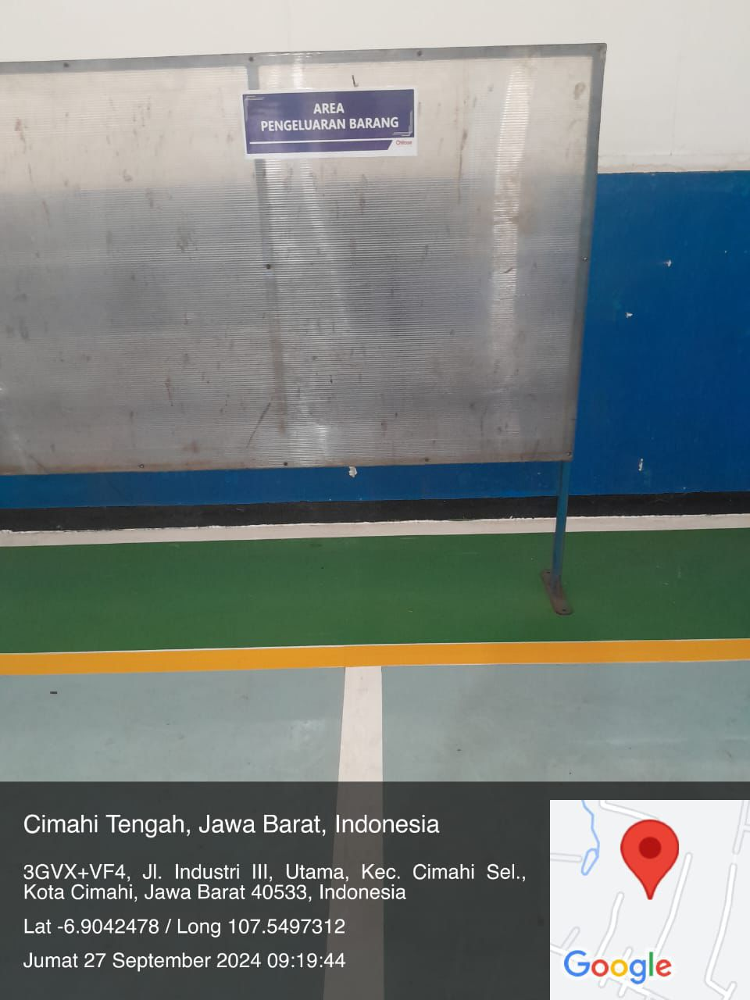 AREA
PENGELUARAN BARANG
Chitose
Cimahi Tengah, Jawa Barat, Indonesia
3GVX+VF4, Jl. Industri III, Utama, Kec. Cimahi Sel.,
Kota Cimahi, Jawa Barat 40533, Indonesia
Lat -6.9042478 / Long 107.5497312
Jumat 27 September 2024 09:19:44
Google